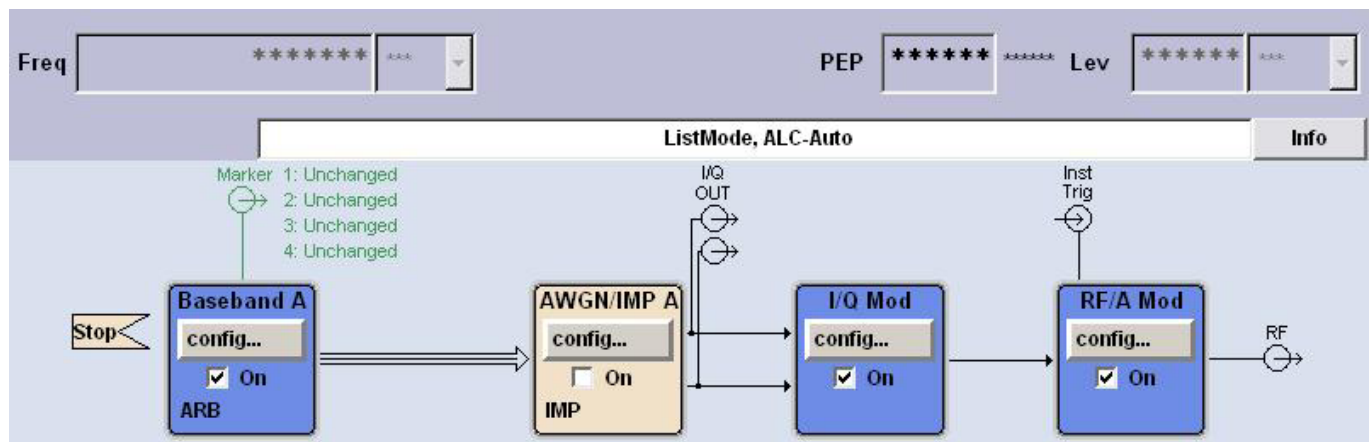 Freq ******* *** PEP ****** ****** Lev ****** ***
ListMode, ALC-Auto Info
Marker 1: Unchanged
2: Unchanged
3: Unchanged
4: Unchanged
I/Q
OUT
Inst
Trig
Stop
Baseband A
config...
On
ARB
AWGN/IMP A
config...
On
IMP
I/Q Mod
config...
On
RF/A Mod
config...
On
RF